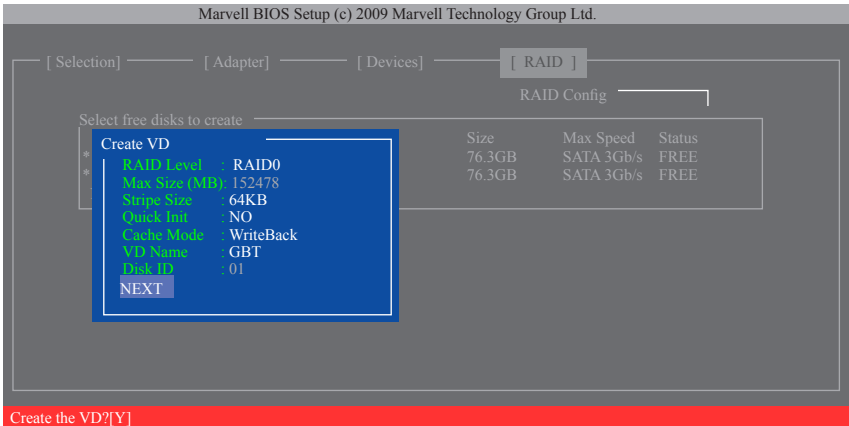 Marvell BIOS Setup (c) 2009 Marvell Technology Group Ltd.
[ Selection] [ Adapter] [ Devices] [ RAID ]
RAID Config
Select free disks to create
Size Max Speed Status
* 76.3GB SATA 3Gb/s FREE
* 76.3GB SATA 3Gb/s FREE
Create VD
RAID Level : RAID0
Max Size (MB): 152478
Stripe Size : 64KB
Quick Init : NO
Cache Mode : WriteBack
VD Name : GBT
Disk ID : 01
NEXT
Create the VD?[Y]